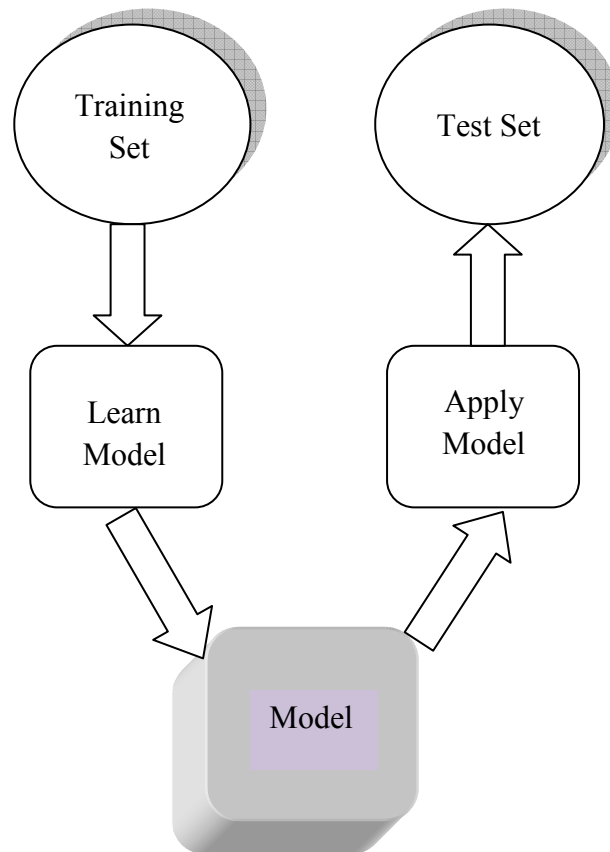 Training
Set
Test Set
Learn
Model
Apply
Model
Model